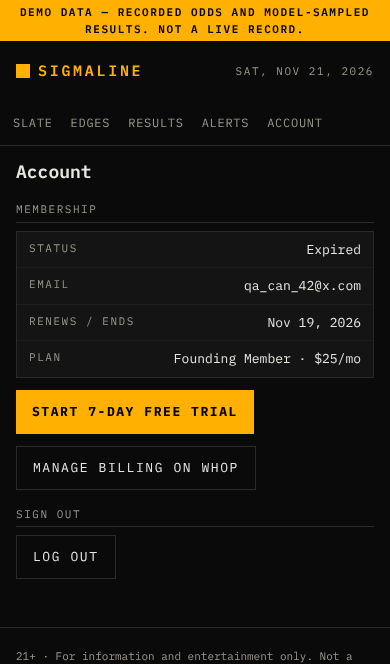 DEMO DATA — RECORDED ODDS AND MODEL-SAMPLED
RESULTS. NOT A LIVE RECORD.
SIGMALINE
SAT, NOV 21, 2026
SLATE EDGES RESULTS ALERTS ACCOUNT
Account
MEMBERSHIP
STATUS Expired
EMAIL qa_can_42@x.com
RENEWS / ENDS Nov 19, 2026
PLAN Founding Member · $25/mo
START 7-DAY FREE TRIAL
MANAGE BILLING ON WHOP
SIGN OUT
LOG OUT
21+ · For information and entertainment only. Not a